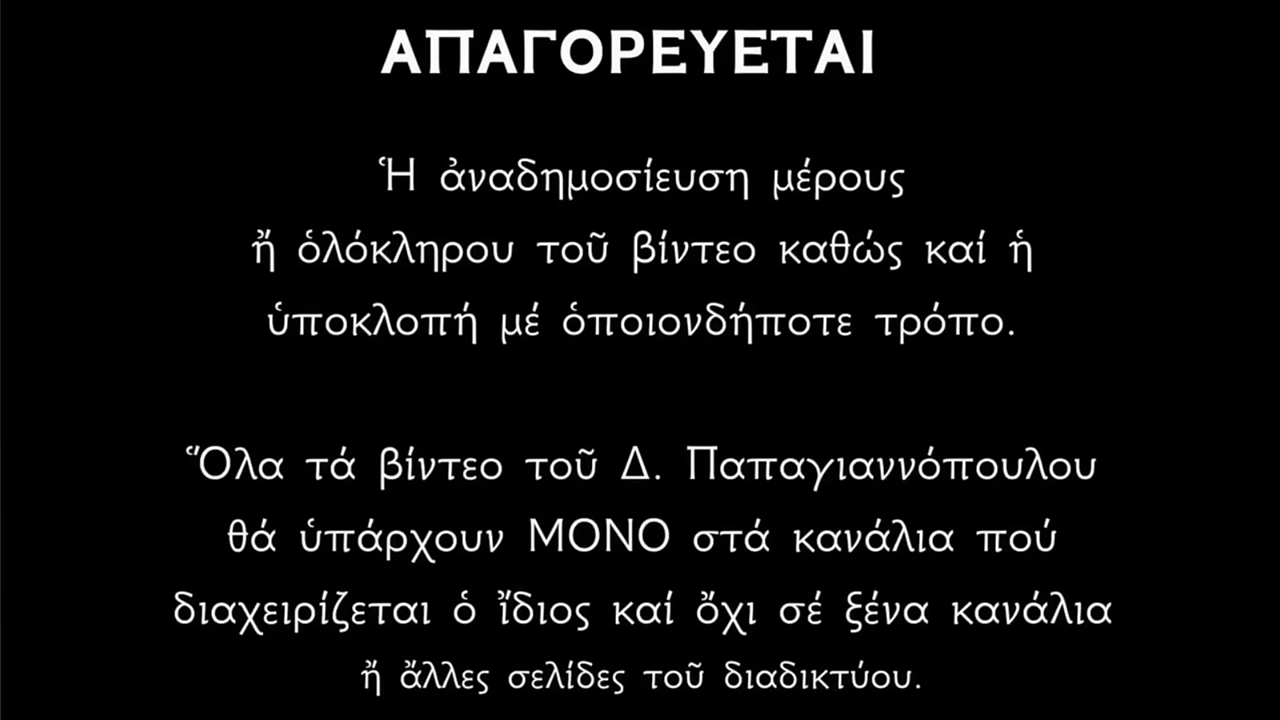 ΑΠΑΓΟΡΕΥΕΤΑΙ
Ἡ ἀναδημοσίευση μέρους
ἤ ὁλόκληρου τοῦ βίντεο καθώς καί ἡ
ὑποκλοπή μέ ὁποιονδήποτε τρόπο.
Ὅλα τά βίντεο τοῦ Δ. Παπαγιαννόπουλου
θά ὑπάρχουν ΜΟΝΟ στά κανάλια πού
διαχειρίζεται ὁ ἴδιος καί ὄχι σέ ξένα κανάλια
ἤ ἄλλες σελίδες τοῦ διαδικτύου.